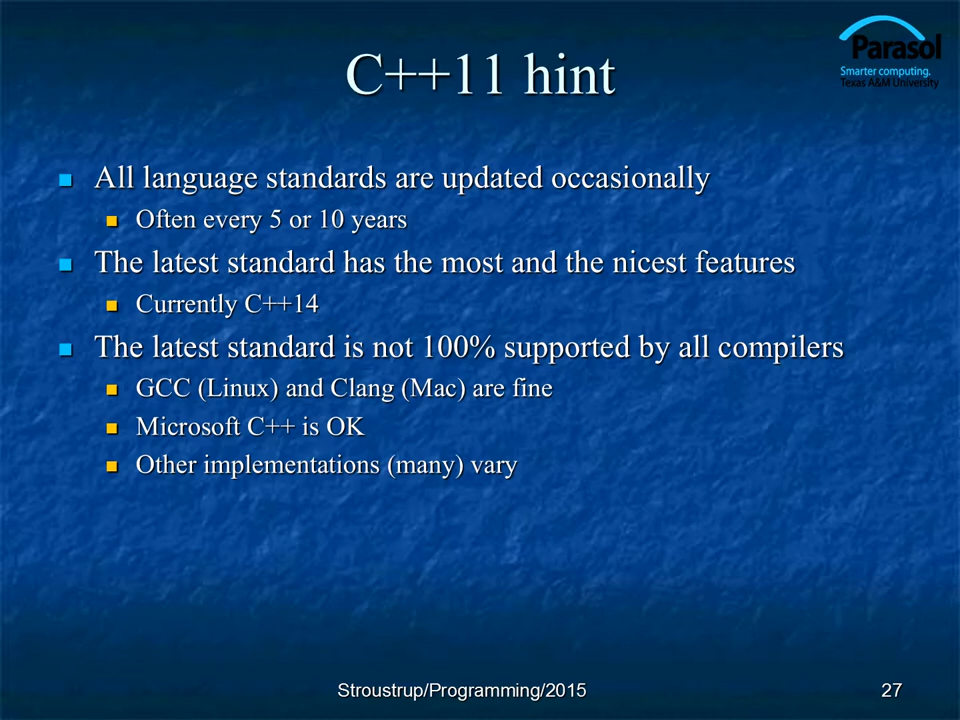 C++11 hint
Parasol
Smarter computing.
Texas A&M University
All language standards are updated occasionally
Often every 5 or 10 years
The latest standard has the most and the nicest features
Currently C++14
The latest standard is not 100% supported by all compilers
GCC (Linux) and Clang (Mac) are fine
Microsoft C++ is OK
Other implementations (many) vary
Stroustrup/Programming/2015
27